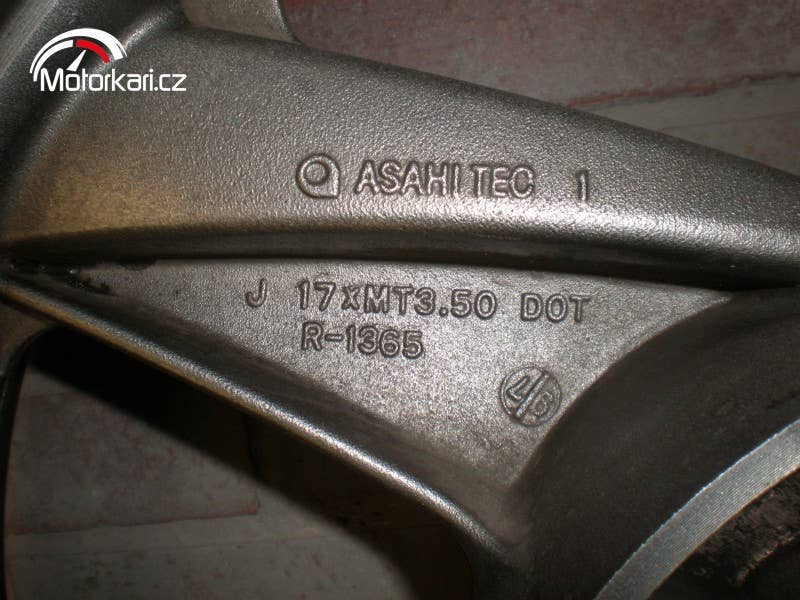 Motorkari.cz
ASAHI TEC 1
J 17×MT3.50 DOT
R-1365